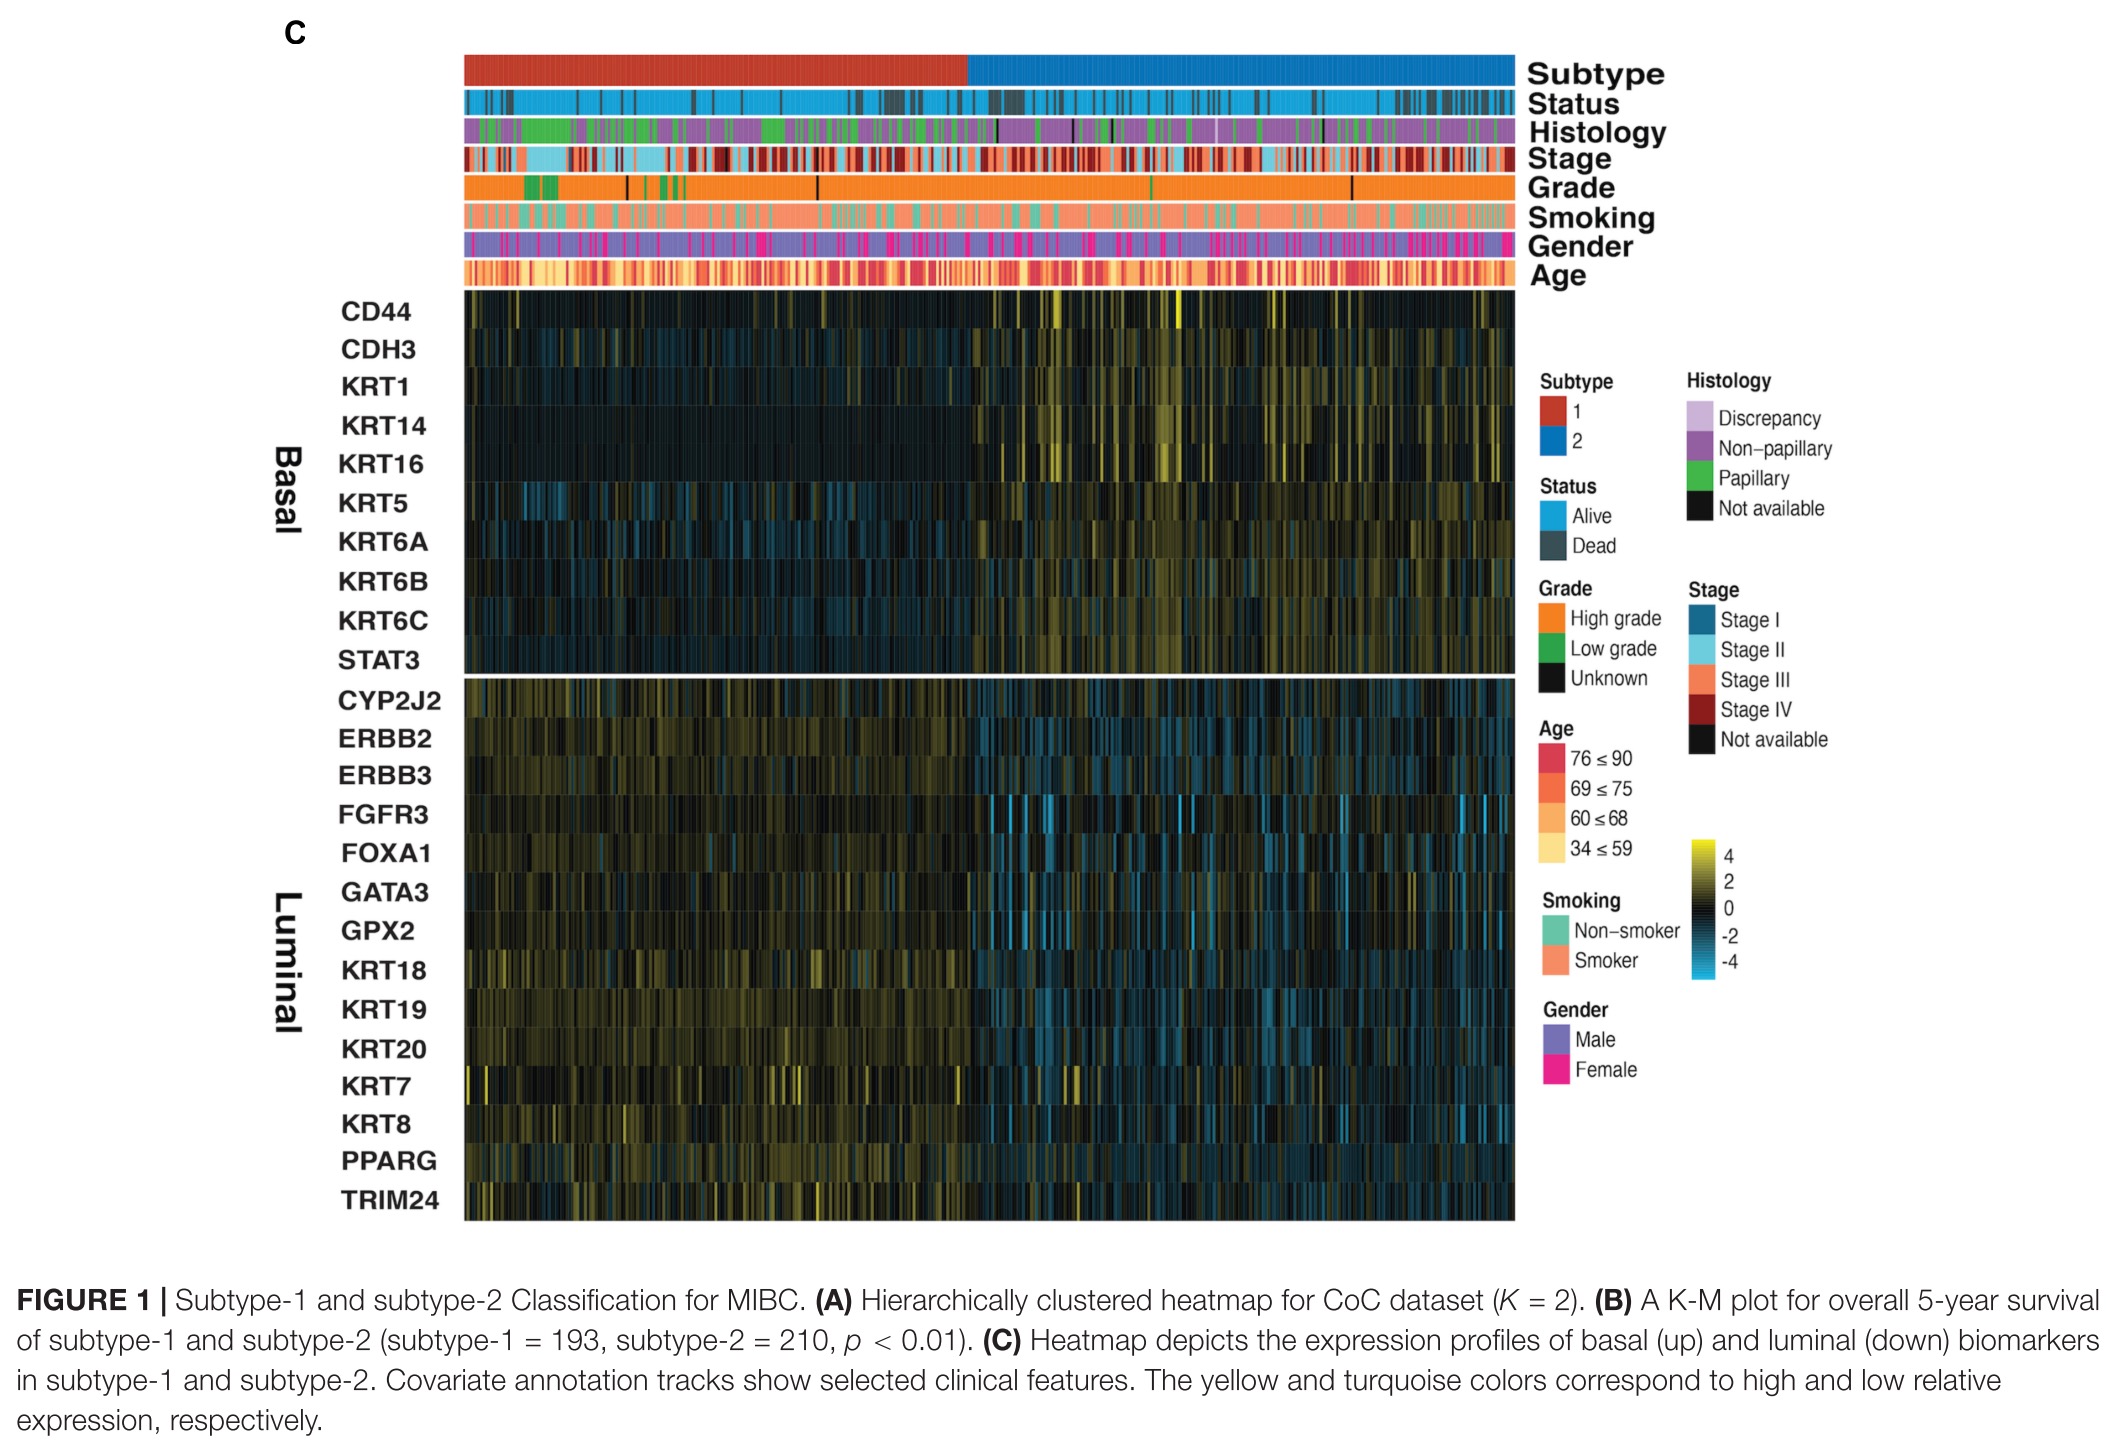 C
Subtype
Status
Histology
Stage
Grade
Smoking
Gender
Age
Basal
CD44
CDH3
KRT1
KRT14
KRT16
KRT5
KRT6A
KRT6B
KRT6C
STAT3
Luminal
CYP2J2
ERBB2
ERBB3
FGFR3
FOXA1
GATA3
GPX2
KRT18
KRT19
KRT20
KRT7
KRT8
PPARG
TRIM24
Subtype
1
2
Status
Alive
Dead
Grade
High grade
Low grade
Unknown
Age
76 ≤ 90
69 ≤ 75
60 ≤ 68
34 ≤ 59
Smoking
Non−smoker
Smoker
Gender
Male
Female
Histology
Discrepancy
Non−papillary
Papillary
Not available
Stage
Stage I
Stage II
Stage III
Stage IV
Not available
4
2
0
-2
-4
FIGURE 1 | Subtype-1 and subtype-2 Classification for MIBC. (A) Hierarchically clustered heatmap for CoC dataset (K = 2). (B) A K-M plot for overall 5-year survival
of subtype-1 and subtype-2 (subtype-1 = 193, subtype-2 = 210, p < 0.01). (C) Heatmap depicts the expression profiles of basal (up) and luminal (down) biomarkers
in subtype-1 and subtype-2. Covariate annotation tracks show selected clinical features. The yellow and turquoise colors correspond to high and low relative
expression, respectively.